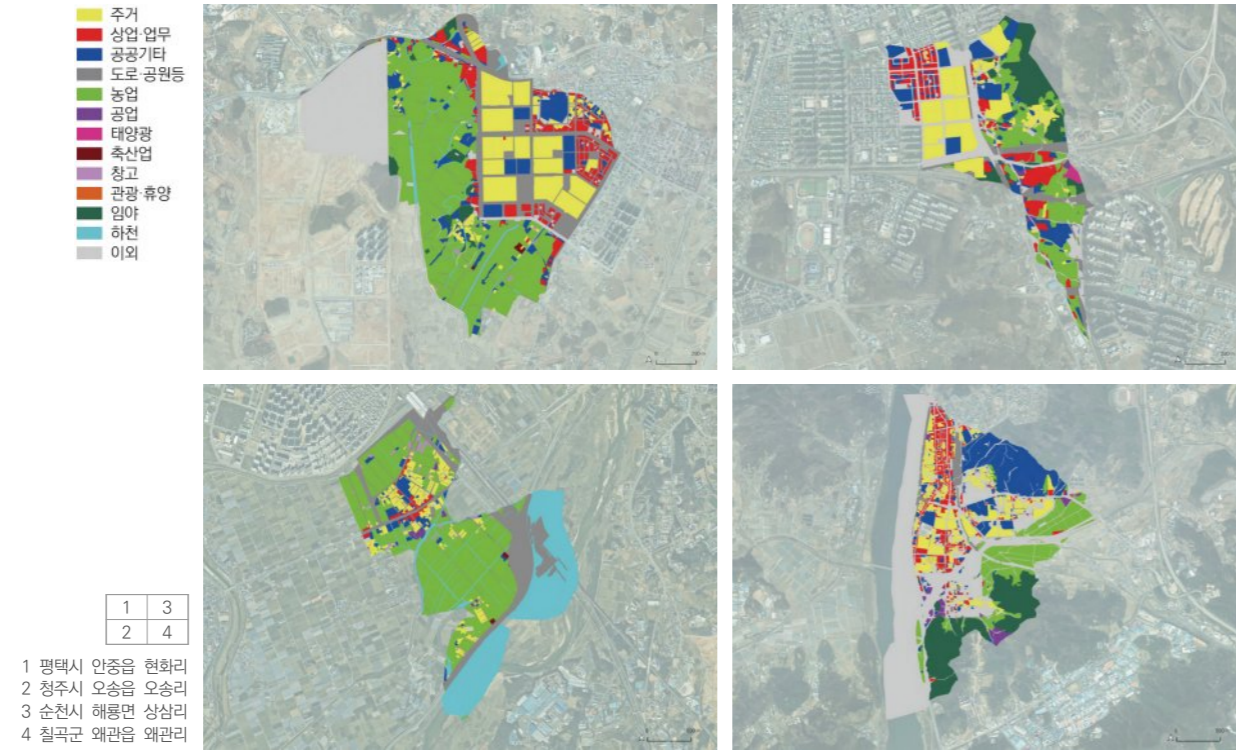 주거
상업·업무
공공기타
도로·공원등
농업
공업
태양광
축산업
창고
관광·휴양
임야
하천
이외
1 3
2 4
1 평택시 안중읍 현화리
2 청주시 오송읍 오송리
3 순천시 해룡면 상삼리
4 칠곡군 왜관읍 왜관리